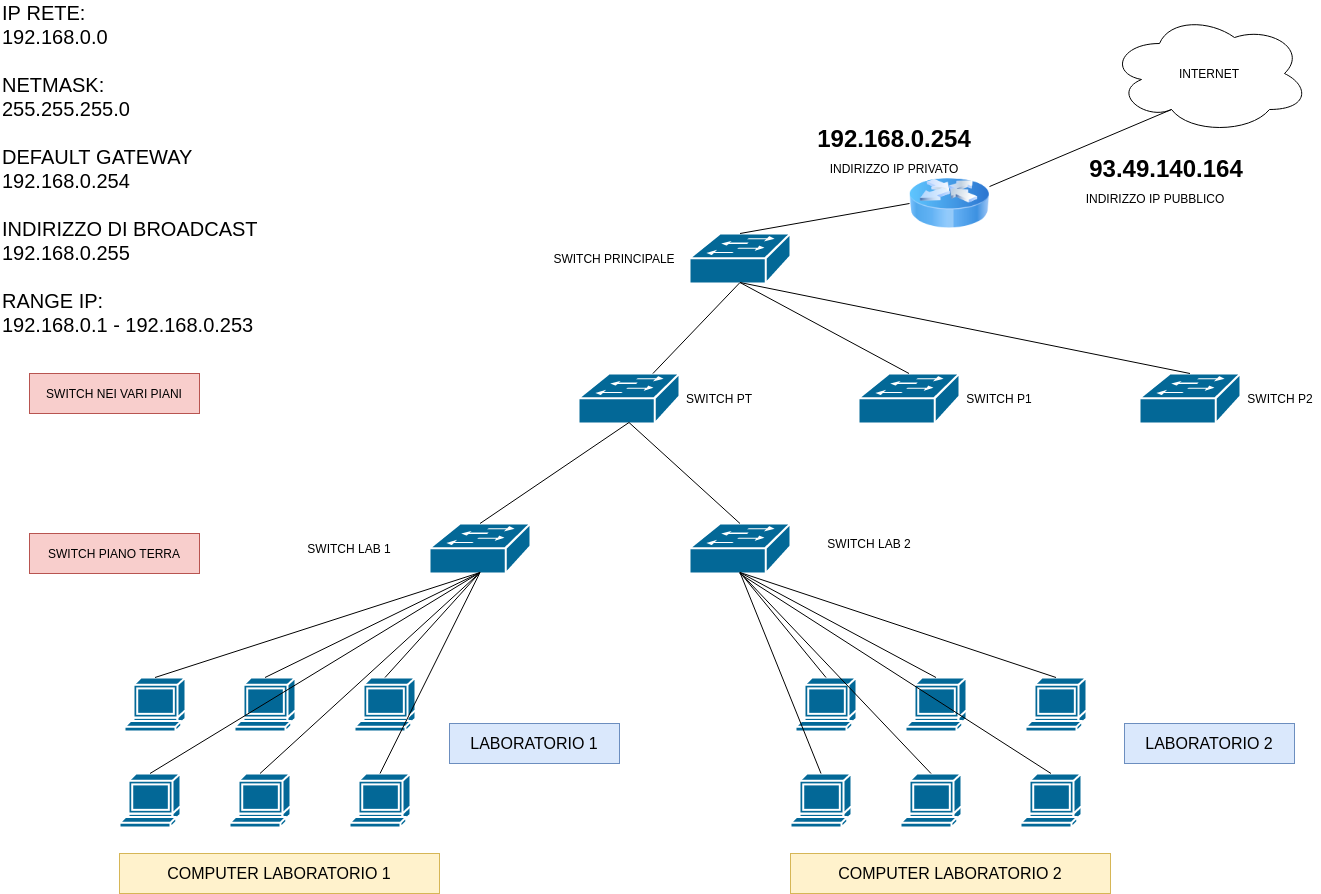 IP RETE:
192.168.0.0
NETMASK:
255.255.255.0
DEFAULT GATEWAY
192.168.0.254
INDIRIZZO DI BROADCAST
192.168.0.255
RANGE IP:
192.168.0.1 - 192.168.0.253
INTERNET
192.168.0.254
INDIRIZZO IP PRIVATO
93.49.140.164
INDIRIZZO IP PUBBLICO
SWITCH PRINCIPALE
SWITCH NEI VARI PIANI
SWITCH PT
SWITCH P1
SWITCH P2
SWITCH PIANO TERRA
SWITCH LAB 1
SWITCH LAB 2
LABORATORIO 1
LABORATORIO 2
COMPUTER LABORATORIO 1
COMPUTER LABORATORIO 2